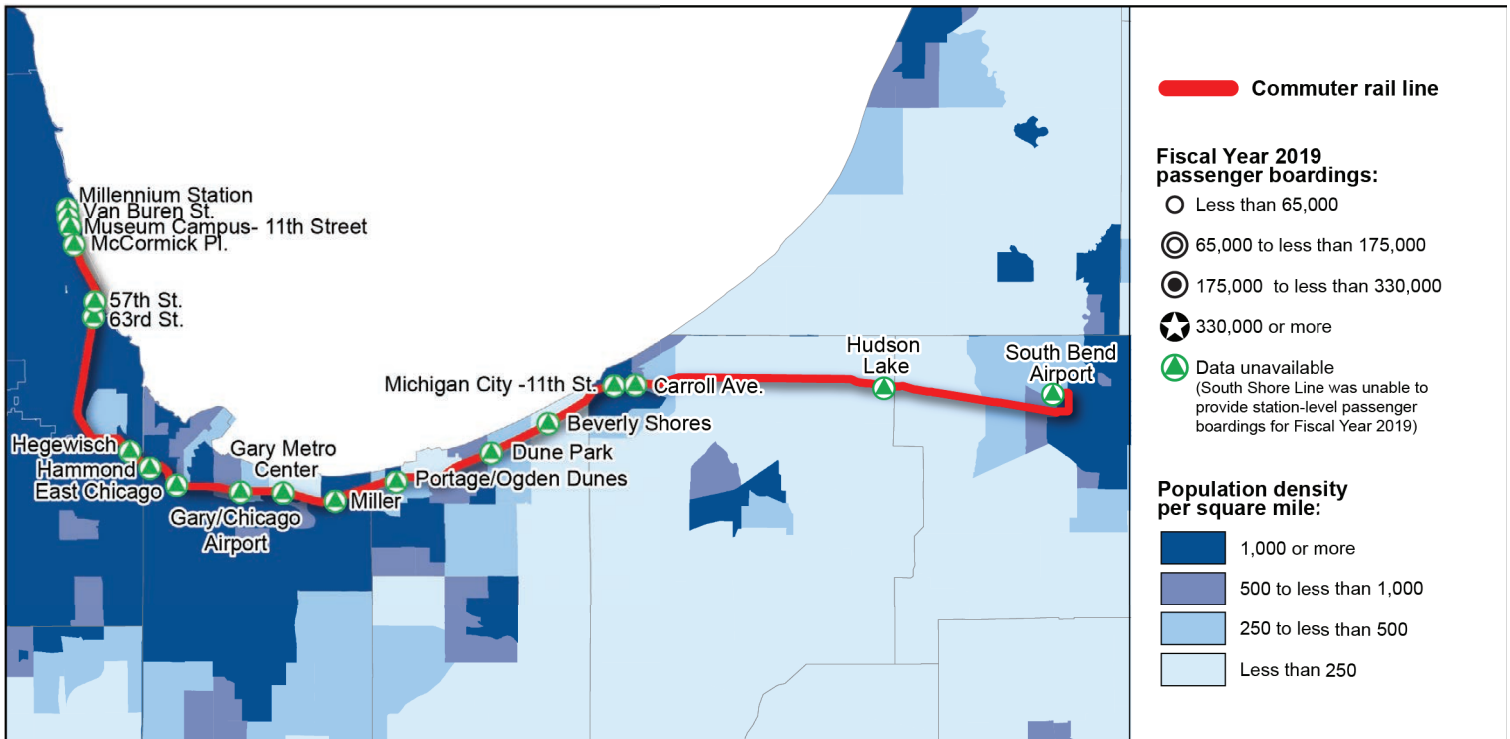 Millennium Station
Van Buren St.
Museum Campus- 11th Street
McCormick Pl.
57th St.
63rd St.
Hegewisch
Hammond
East Chicago
Gary Metro
Center
Gary/Chicago
Airport
Miller
Portage/Ogden Dunes
Dune Park
Beverly Shores
Michigan City -11th St.
Carroll Ave.
Hudson
Lake
South Bend
Airport
Commuter rail line
Fiscal Year 2019
passenger boardings:
Less than 65,000
65,000 to less than 175,000
175,000 to less than 330,000
330,000 or more
Data unavailable
(South Shore Line was unable to
provide station-level passenger
boardings for Fiscal Year 2019)
Population density
per square mile:
1,000 or more
500 to less than 1,000
250 to less than 500
Less than 250